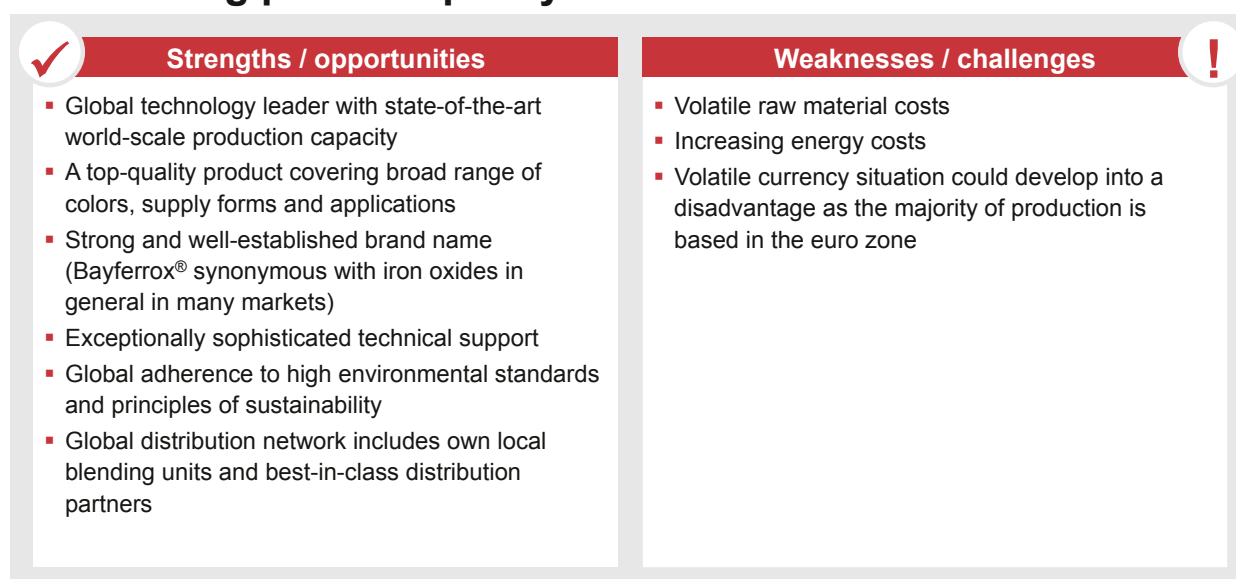 Strengths / opportunities
Global technology leader with state-of-the-art
world-scale production capacity
A top-quality product covering broad range of
colors, supply forms and applications
Strong and well-established brand name
(Bayferrox® synonymous with iron oxides in
general in many markets)
Exceptionally sophisticated technical support
Global adherence to high environmental standards
and principles of sustainability
Global distribution network includes own local
blending units and best-in-class distribution
partners
Weaknesses / challenges
!
Volatile raw material costs
Increasing energy costs
Volatile currency situation could develop into a
disadvantage as the majority of production is
based in the euro zone